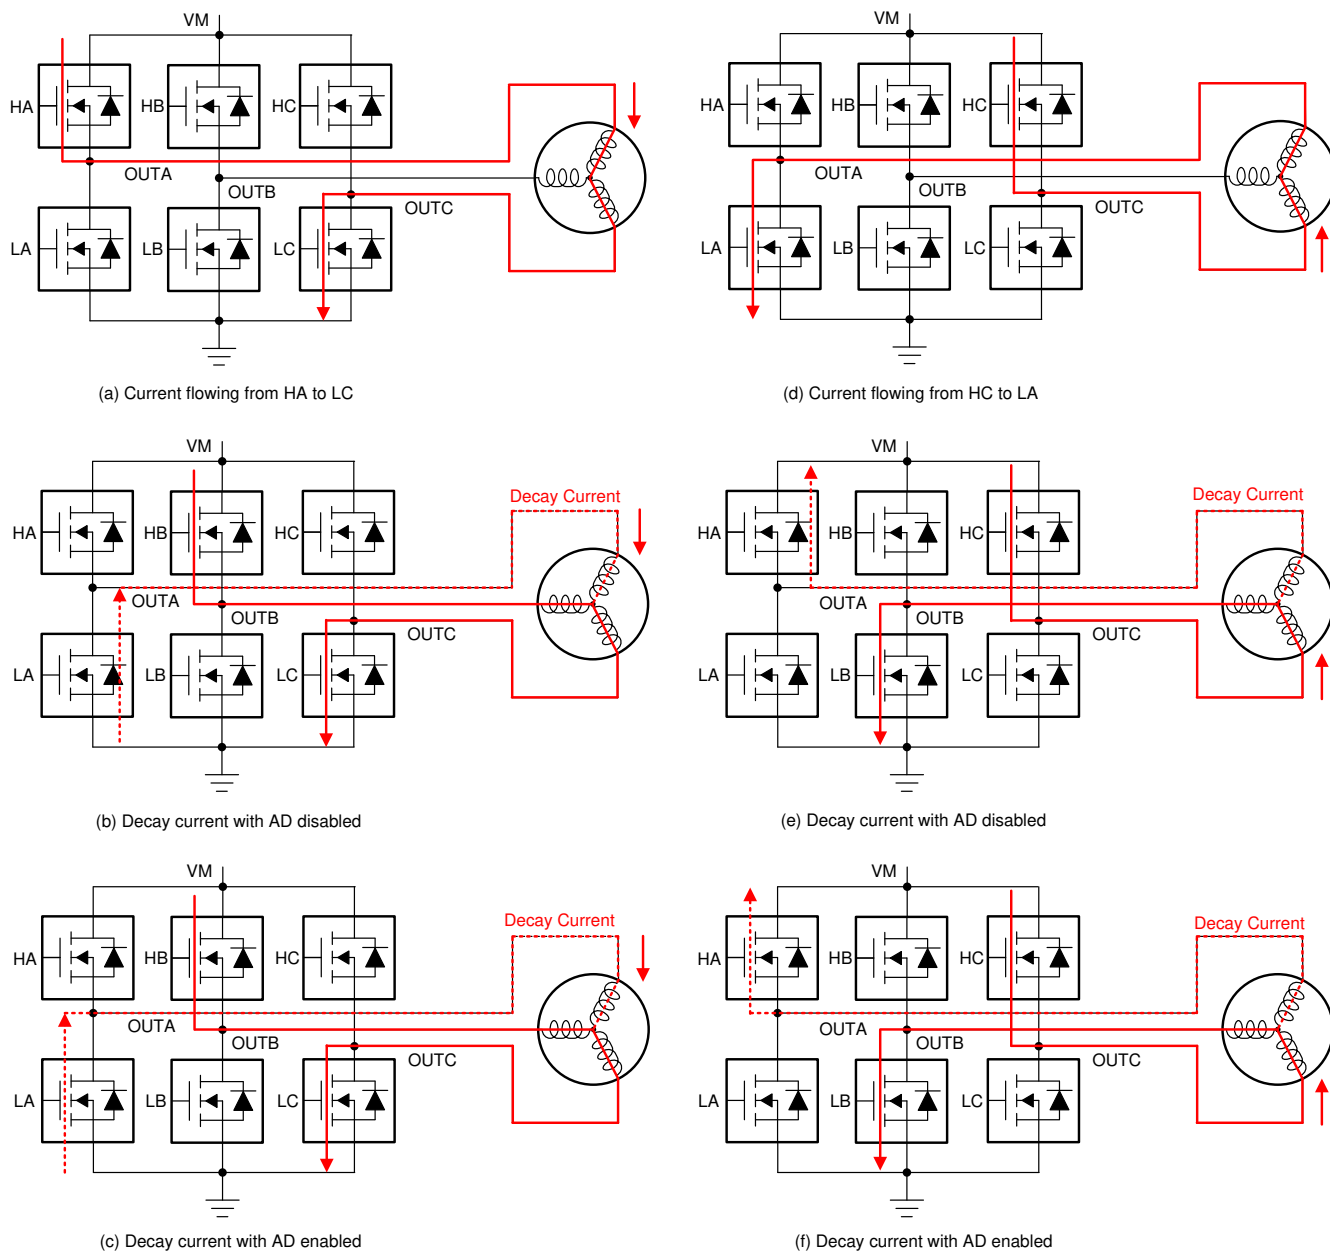 VM
HA
HB
HC
OUTA
OUTB
OUTC
LA
LB
LC
(a) Current flowing from HA to LC
VM
HA
HB
HC
OUTA
OUTB
OUTC
LA
LB
LC
(d) Current flowing from HC to LA
VM
Decay Current
HA
HB
HC
OUTA
OUTB
OUTC
LA
LB
LC
(b) Decay current with AD disabled
VM
Decay Current
HA
HB
HC
OUTA
OUTB
OUTC
LA
LB
LC
(e) Decay current with AD disabled
VM
Decay Current
HA
HB
HC
OUTA
OUTB
OUTC
LA
LB
LC
(c) Decay current with AD enabled
VM
Decay Current
HA
HB
HC
OUTA
OUTB
OUTC
LA
LB
LC
(f) Decay current with AD enabled